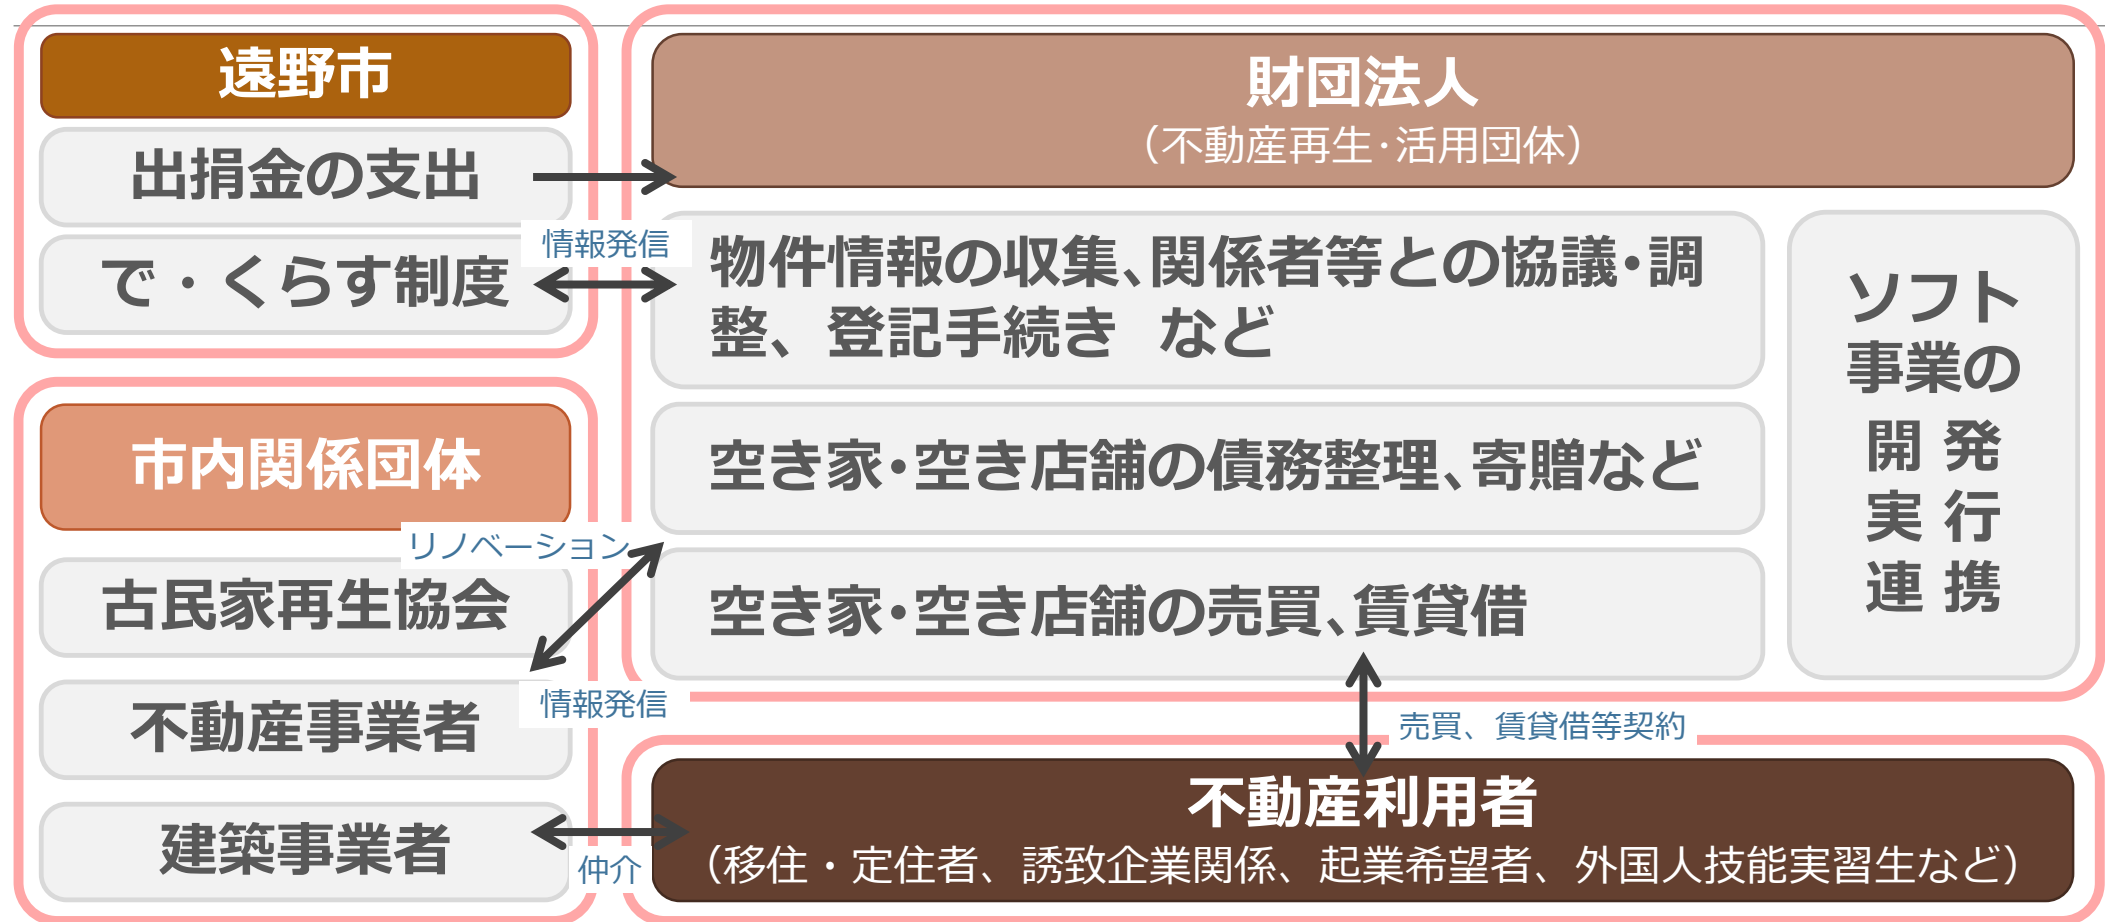 遠野市
出捐金の支出
で・くらす制度
情報発信
財団法人
（不動産再生･活用団体）
物件情報の収集､関係者等との協議･調
整、登記手続き など
空き家･空き店舗の債務整理､寄贈など
空き家･空き店舗の売買､賃貸借
ソフト
事業の
開 発
実 行
連 携
市内関係団体
リノベーション
古民家再生協会
情報発信
不動産事業者
建築事業者
仲介
売買、賃貸借等契約
不動産利用者
（移住・定住者、誘致企業関係、起業希望者、外国人技能実習生など）